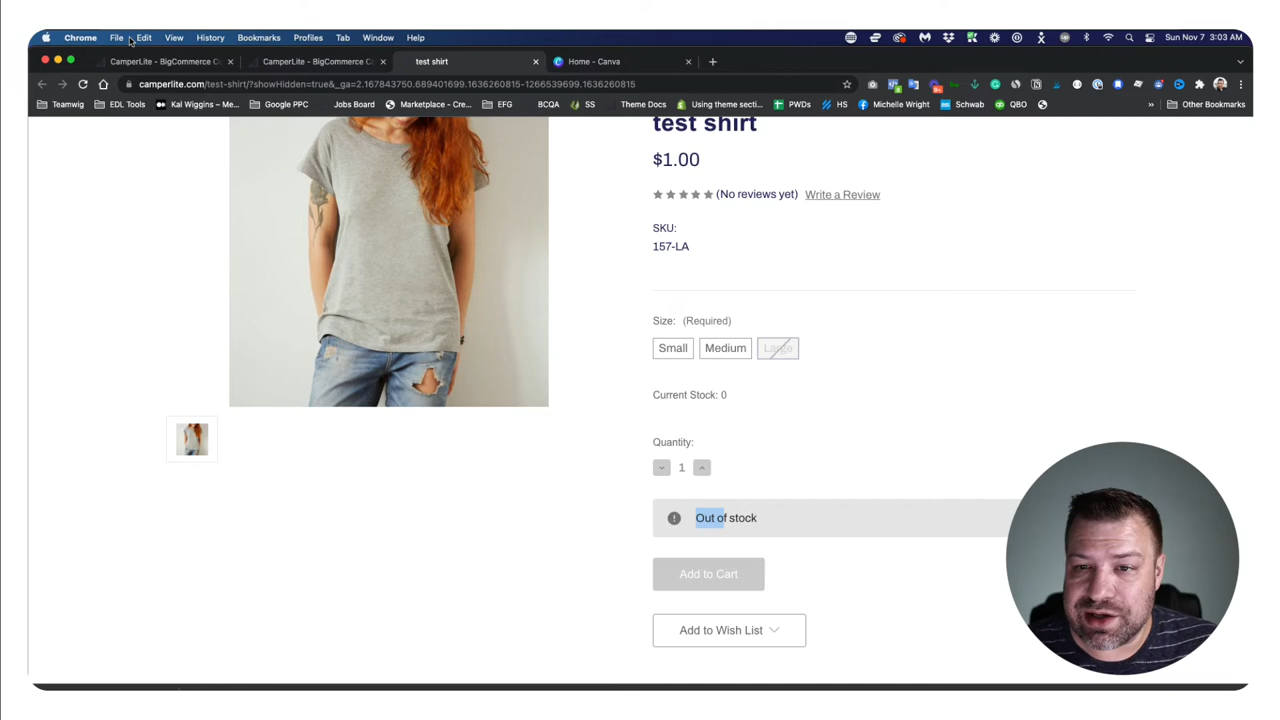 Chrome File Edit View History Bookmarks Profiles Tab Window Help Sun Nov 7 3:03 AM
CamperLite - BigCommerce Co CamperLite - BigCommerce Co test shirt Home - Canva
camperlite.com/test-shirt/?showHidden=true&_ga=2.167843750.689401699.1636260815-1266539699.1636260815
Teamwig EDL Tools Kal Wiggins – Me... Google PPC Jobs Board Marketplace - Cre... EFG BCQA SS Theme Docs Using theme secti... PWDs HS Michelle Wright Schwab QBO » Other Bookmarks
test shirt
$1.00
(No reviews yet) Write a Review
SKU:
157-LA
Size: (Required)
Small Medium Large
Current Stock: 0
Quantity:
1
Out of stock
Add to Cart
Add to Wish List